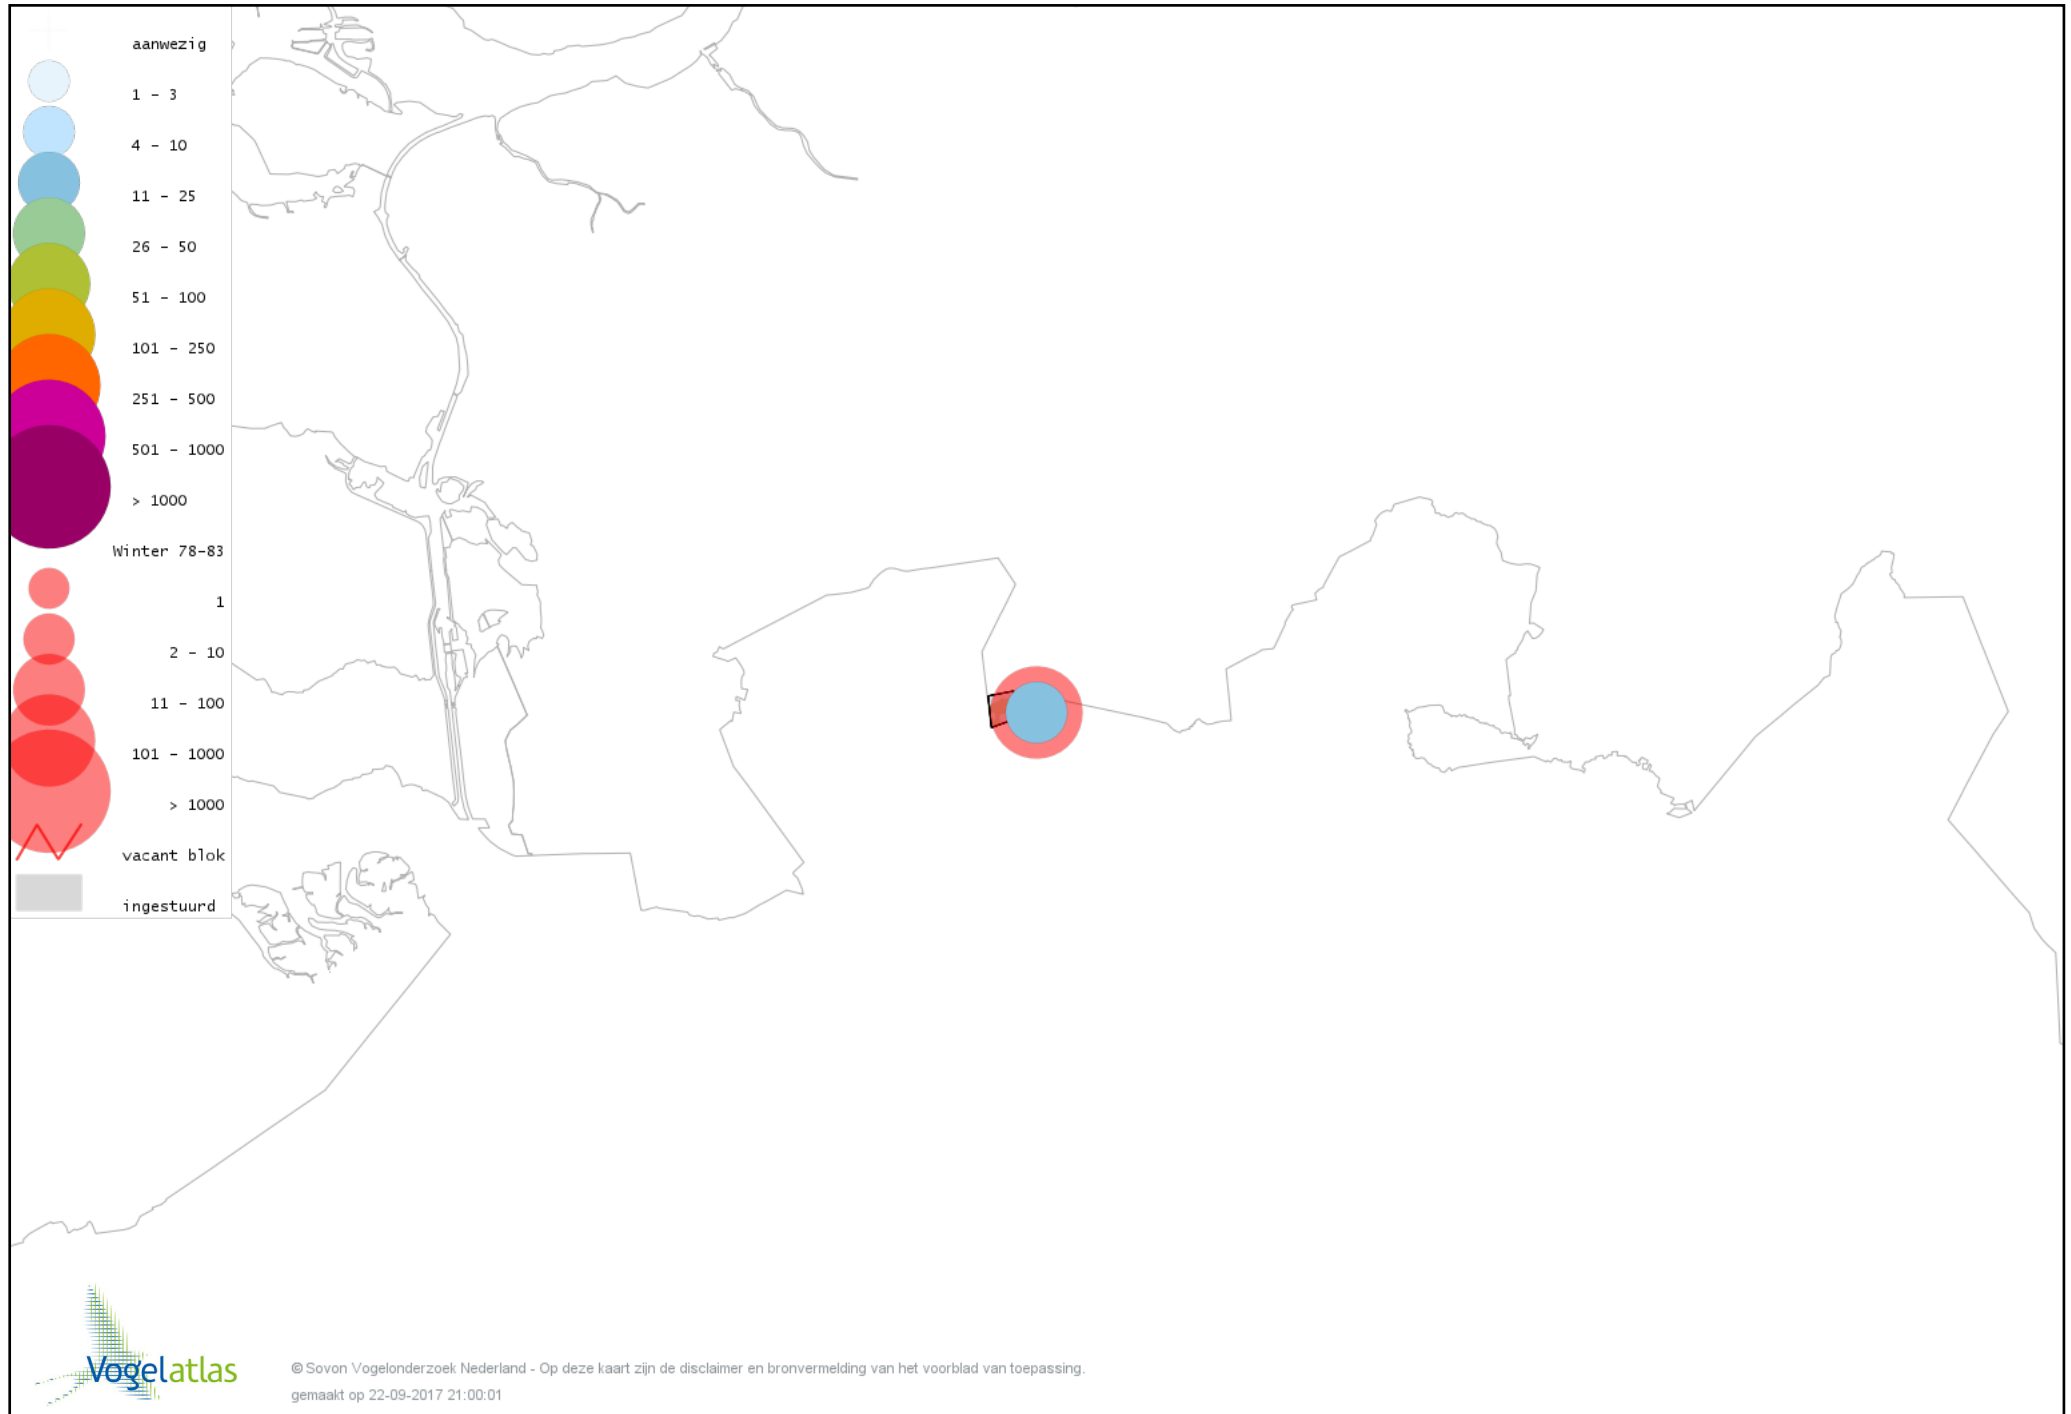 aanwezig
1 - 3
4 - 10
11 - 25
26 - 50
51 - 100
101 - 250
251 - 500
501 - 1000
> 1000
Winter 78-83
1
2 - 10
11 - 100
101 - 1000
> 1000
vacant blok
ingestuurd
Vogelatlas
© Sovon Vogelonderzoek Nederland - Op deze kaart zijn de disclaimer en bronvermelding van het voorblad van toepassing.
gemaakt op 22-09-2017 21:00:01